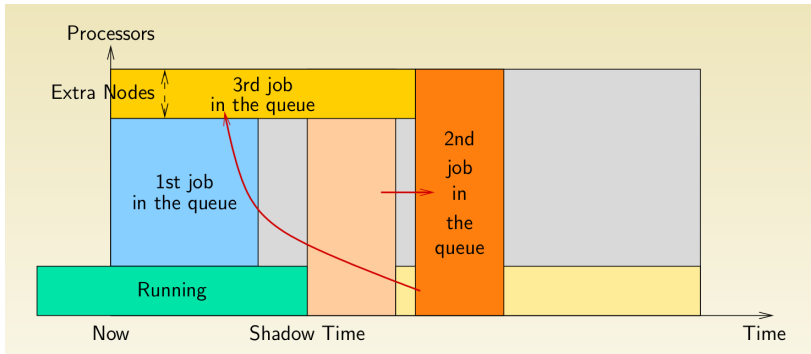 Processors
Extra Nodes
3rd job
in the queue
1st job
in the queue
2nd
job
in
the
queue
Running
Now
Shadow Time
Time